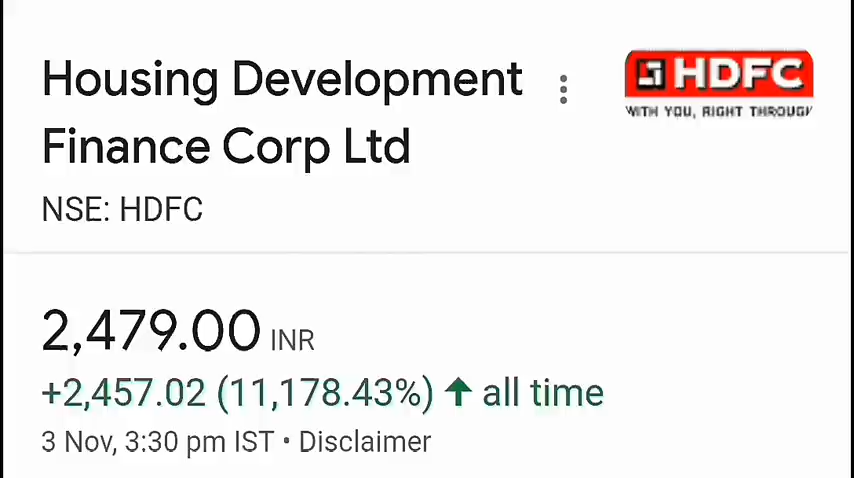 Housing Development
Finance Corp Ltd
HDFC
WITH YOU, RIGHT THROUGH
NSE: HDFC
2,479.00 INR
+2,457.02 (11,178.43%) ↑ all time
3 Nov, 3:30 pm IST • Disclaimer